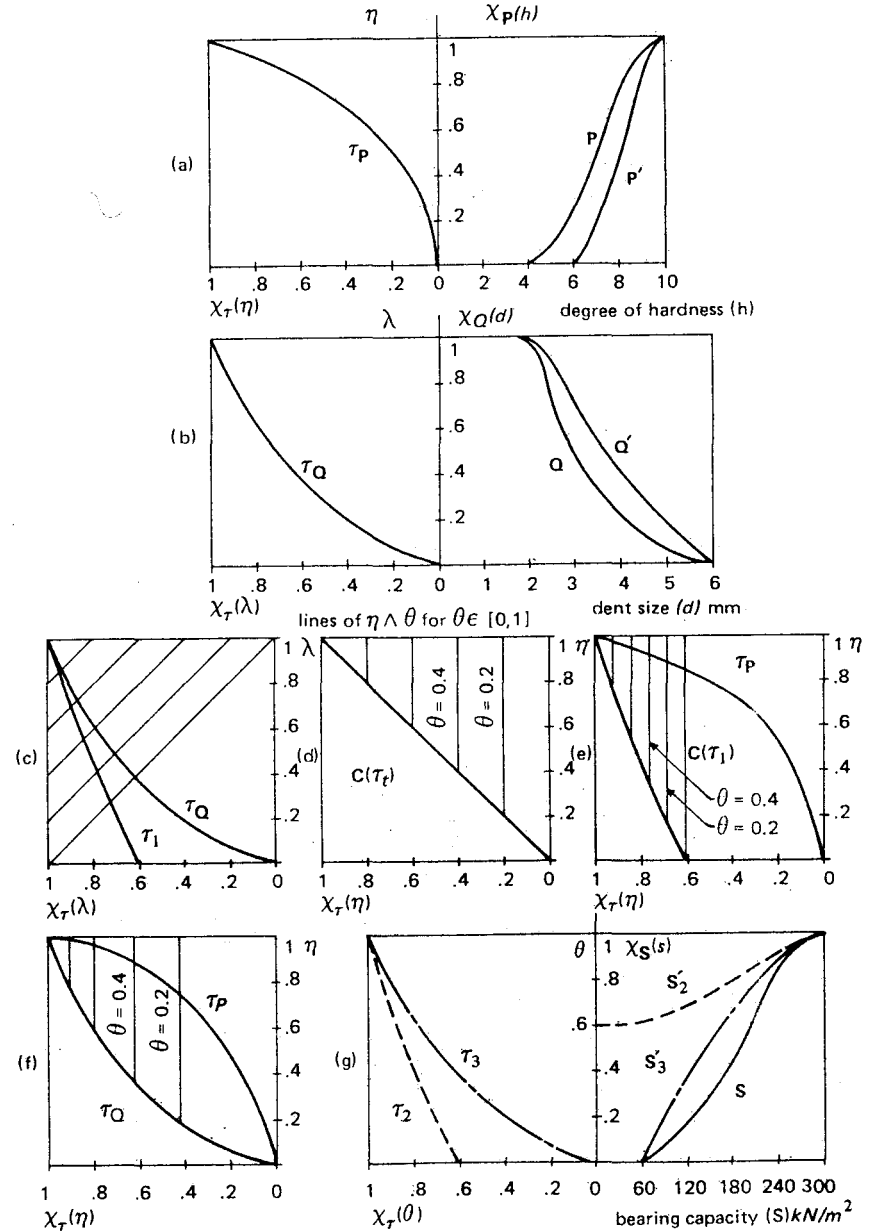 η χP(h)
1
.8
.6
.4
.2
τP
P
P′
(a)
1 .8 .6 .4 .2 0 2 4 6 8 10
χτ(η) degree of hardness (h)
λ χQ(d)
1
.8
.6
.4
.2
τQ
Q
Q′
(b)
1 .8 .6 .4 .2 0 1 2 3 4 5 6
χτ(λ) dent size (d) mm
lines of η ∧ θ for θϵ [0,1]
(c)
1 λ
.8
.6
.4
.2
τ1
τQ
1 .8 .6 .4 .2 0
χτ(λ)
(d)
1 η
.8
.6
.4
.2
θ = 0.4
θ = 0.2
C(τt)
1 .8 .6 .4 .2 0
χτ(η)
(e)
1 η
.8
.6
.4
.2
τP
C(τ1)
θ = 0.4
θ = 0.2
1 .8 .6 .4 .2 0
χτ(η)
(f)
1 η
.8
.6
.4
.2
θ = 0.4
θ = 0.2
τP
τQ
1 .8 .6 .4 .2 0
χτ(η)
(g)
θ 1 χS(s)
.8
.6
.4
.2
τ3
τ2
S′2
S′3
S
1 .8 .6 .4 .2 0 60 120 180 240 300
χτ(θ) bearing capacity (S)kN/m²